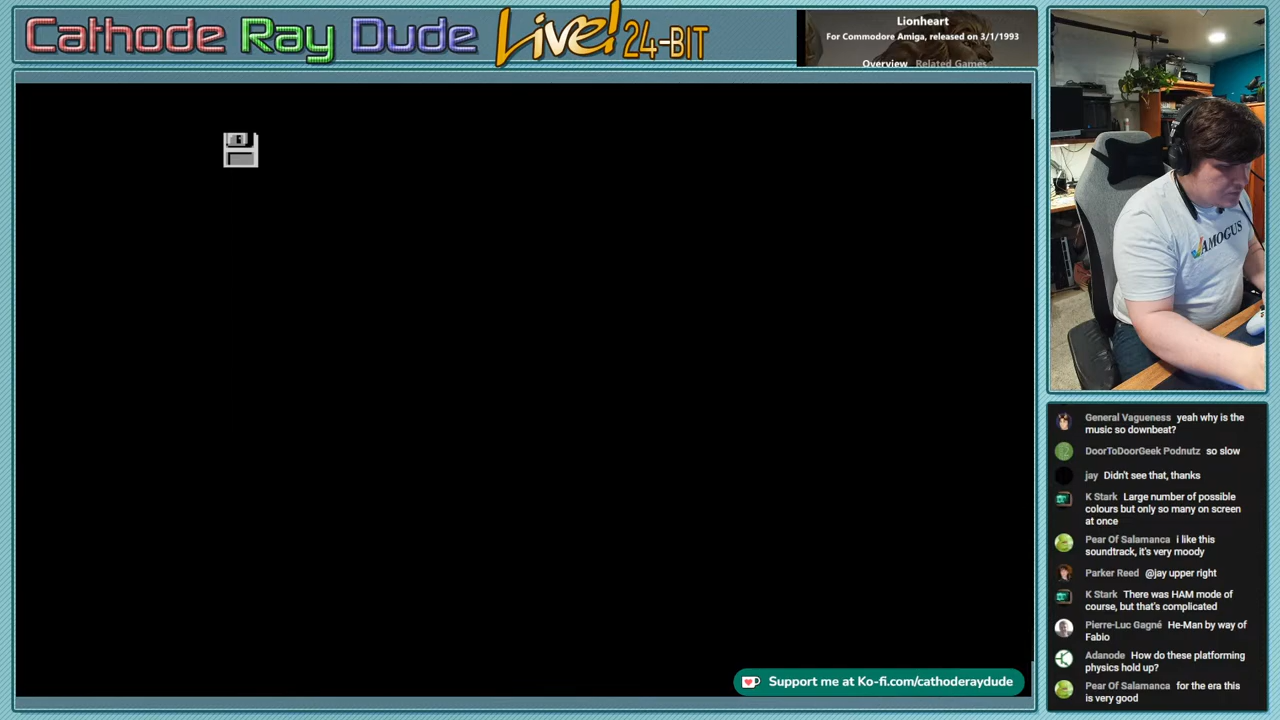 Cathode Ray Dude Live! 24-BIT
Lionheart
For Commodore Amiga, released on 3/1/1993
Overview Related Games
AMOGUS
General Vagueness yeah why is the
music so downbeat?
DoorToDoorGeek Podnutz so slow
jay Didn't see that, thanks
K Stark Large number of possible
colours but only so many on screen
at once
Pear Of Salamanca i like this
soundtrack, it's very moody
Parker Reed @jay upper right
K Stark There was HAM mode of
course, but that's complicated
Pierre-Luc Gagné He-Man by way of
Fabio
Adanode How do these platforming
physics hold up?
Pear Of Salamanca for the era this
is very good
Support me at Ko-fi.com/cathoderaydude